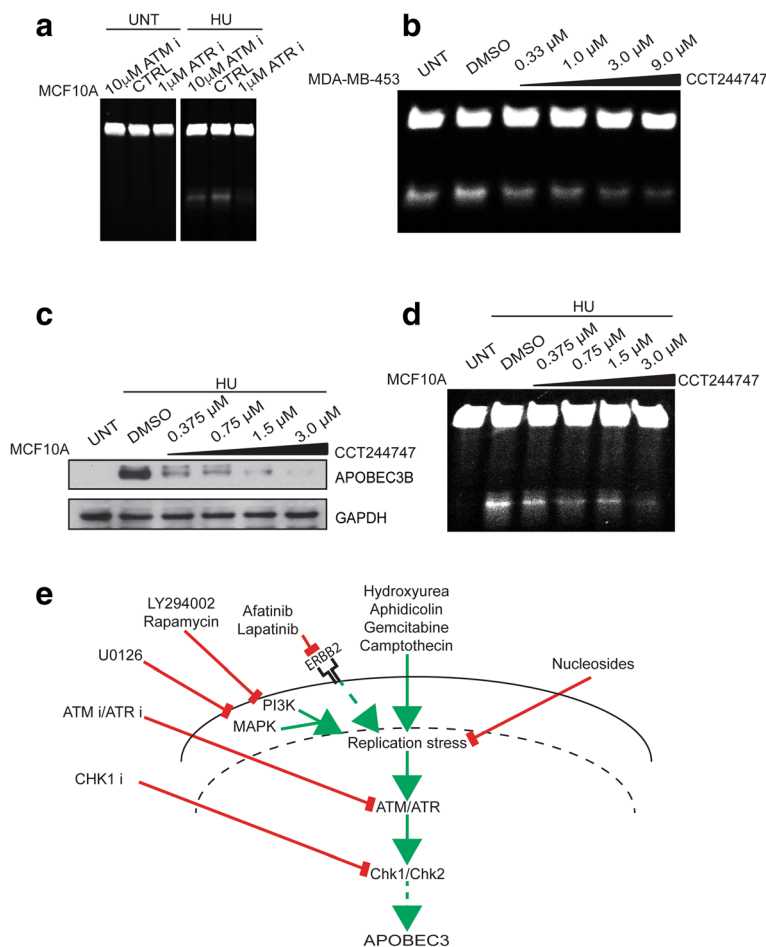 a
UNT
HU
10µM ATM i
CTRL
1µM ATR i
10µM ATM i
CTRL
1µM ATR i
MCF10A
b
UNT
DMSO
0.33 µM
1.0 µM
3.0 µM
9.0 µM
MDA-MB-453
CCT244747
c
HU
UNT
DMSO
0.375 µM
0.75 µM
1.5 µM
3.0 µM
MCF10A
CCT244747
APOBEC3B
GAPDH
d
HU
UNT
DMSO
0.375 µM
0.75 µM
1.5 µM
3.0 µM
MCF10A
CCT244747
e
LY294002
Rapamycin
Afatinib
Lapatinib
Hydroxyurea
Aphidicolin
Gemcitabine
Camptothecin
U0126
ERBB2
Nucleosides
PI3K
ATM i/ATR i
MAPK
Replication stress
CHK1 i
ATM/ATR
Chk1/Chk2
APOBEC3